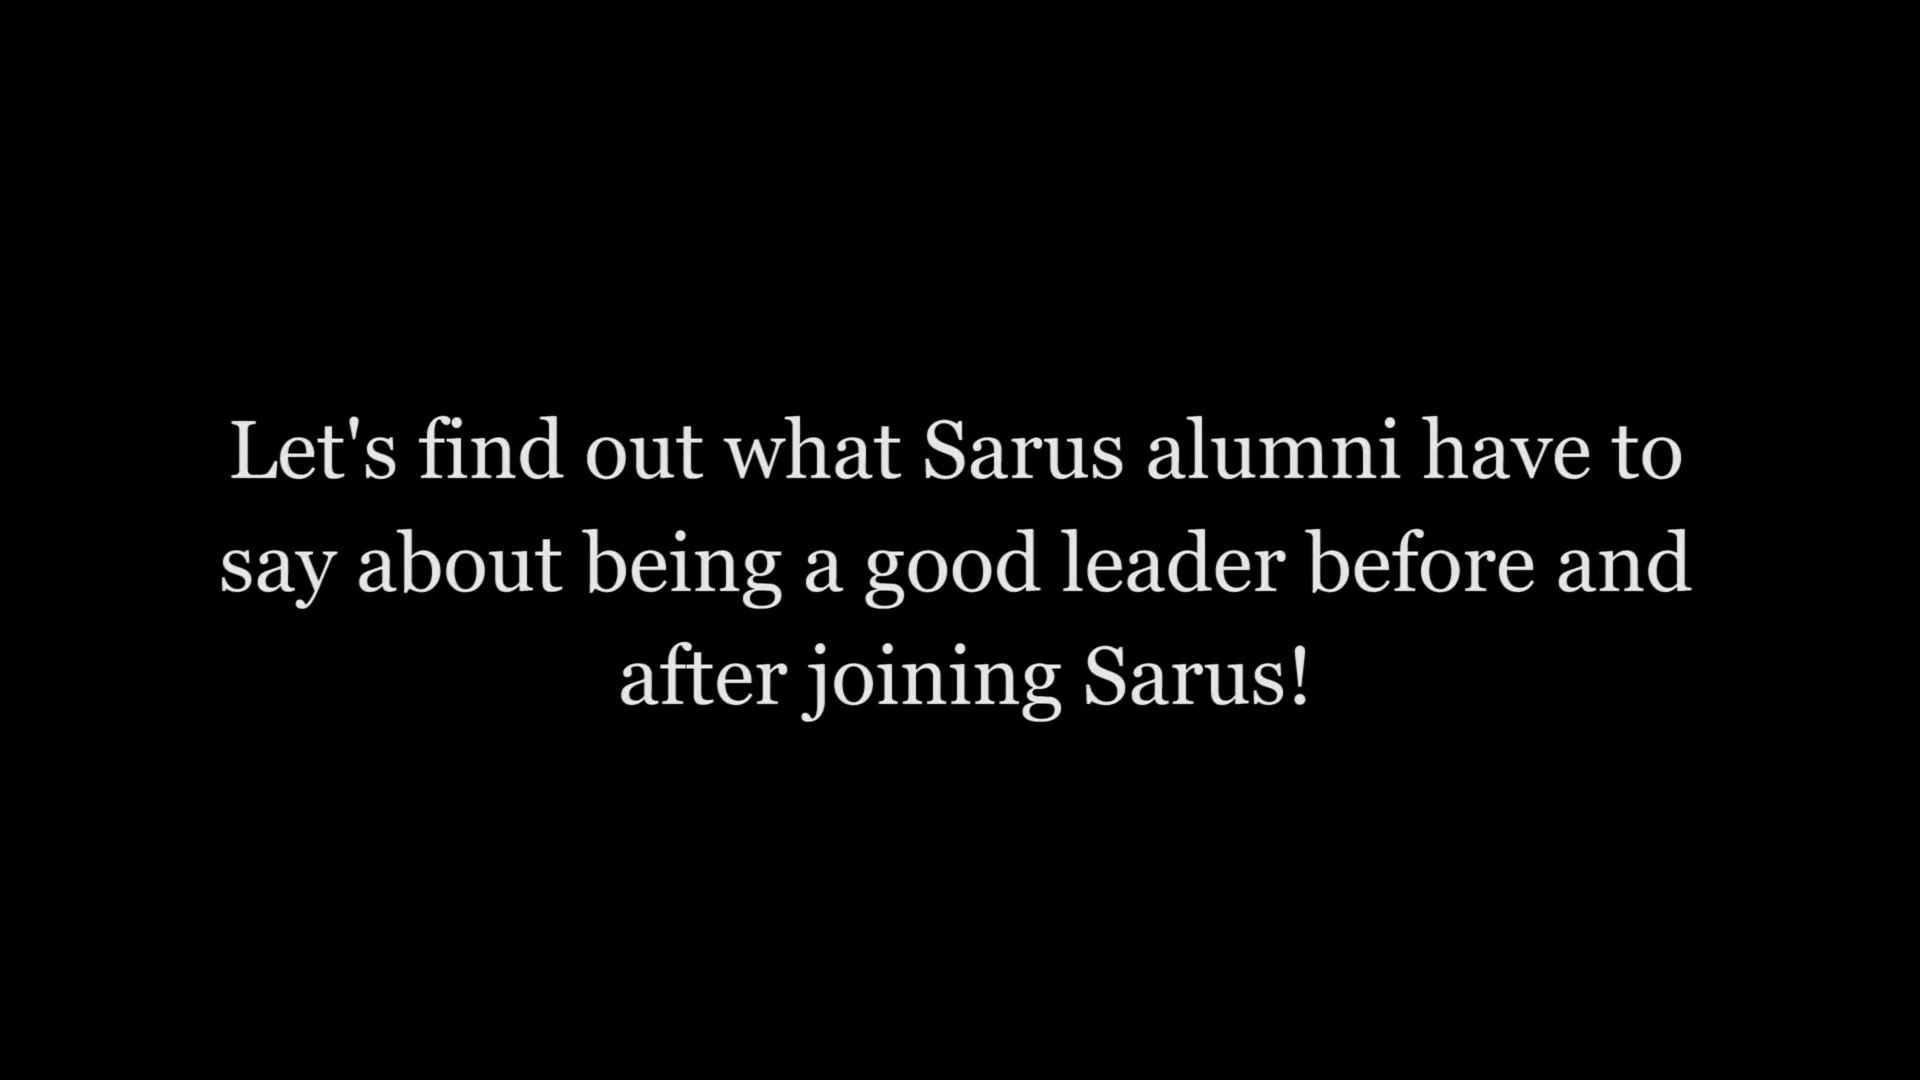 Let's find out what Sarus alumni have to
say about being a good leader before and
after joining Sarus!